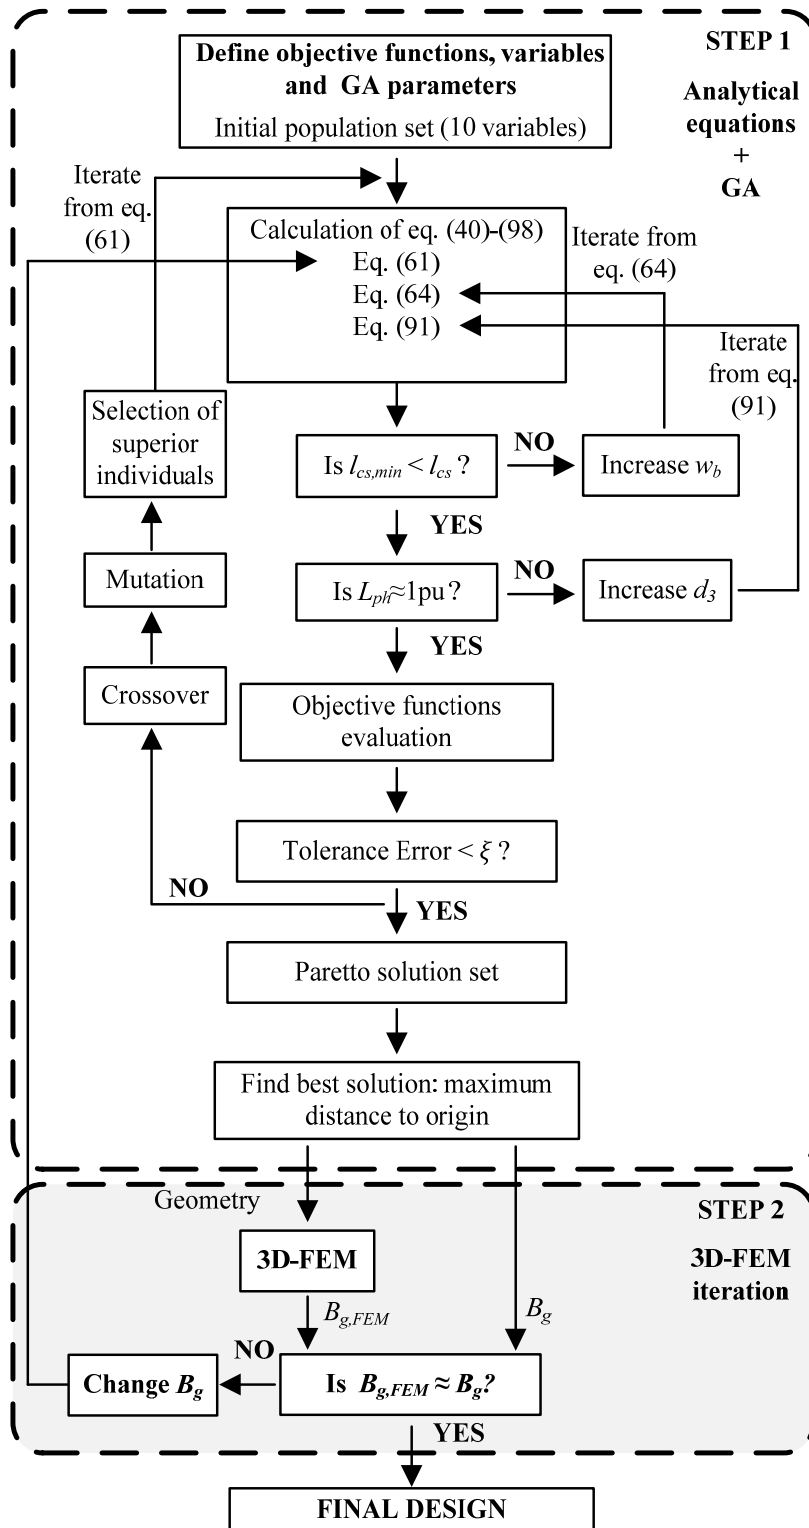 STEP 1
Analytical
equations
+
GA
Define objective functions, variables
and GA parameters
Initial population set (10 variables)
Iterate
from eq.
(61)
Calculation of eq. (40)-(98)
Eq. (61)
Eq. (64)
Eq. (91)
Iterate from
eq. (64)
Iterate
from eq.
(91)
Selection of
superior
individuals
Is l_cs,min < l_cs ?
NO
Increase w_b
YES
Mutation
Is L_ph≈1pu ?
NO
Increase d_3
YES
Crossover
Objective functions
evaluation
Tolerance Error < ξ ?
NO
YES
Paretto solution set
Find best solution: maximum
distance to origin
Geometry
STEP 2
3D-FEM
iteration
3D-FEM
B_g,FEM
B_g
NO
Change B_g
Is B_g,FEM ≈ B_g?
YES
FINAL DESIGN